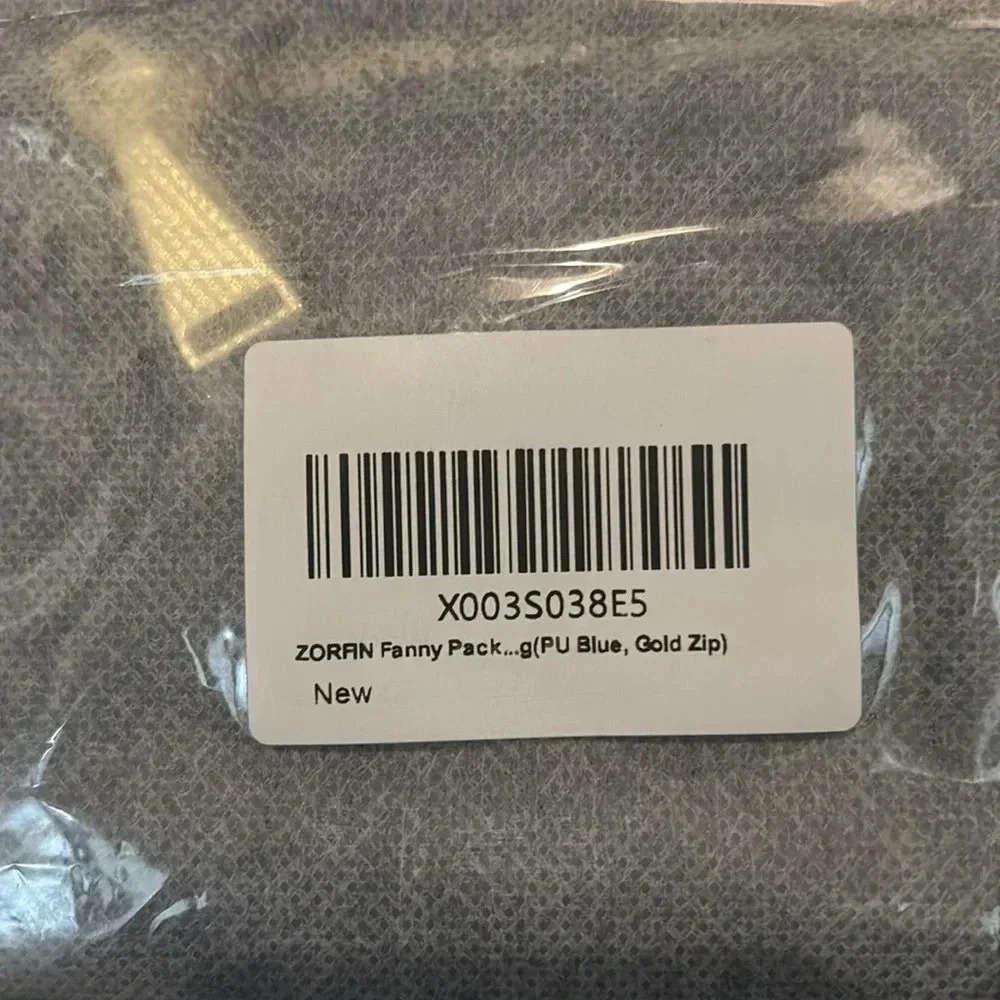 X003S038E5
ZORFIN Fanny Pack...g(PU Blue, Gold Zip)
New